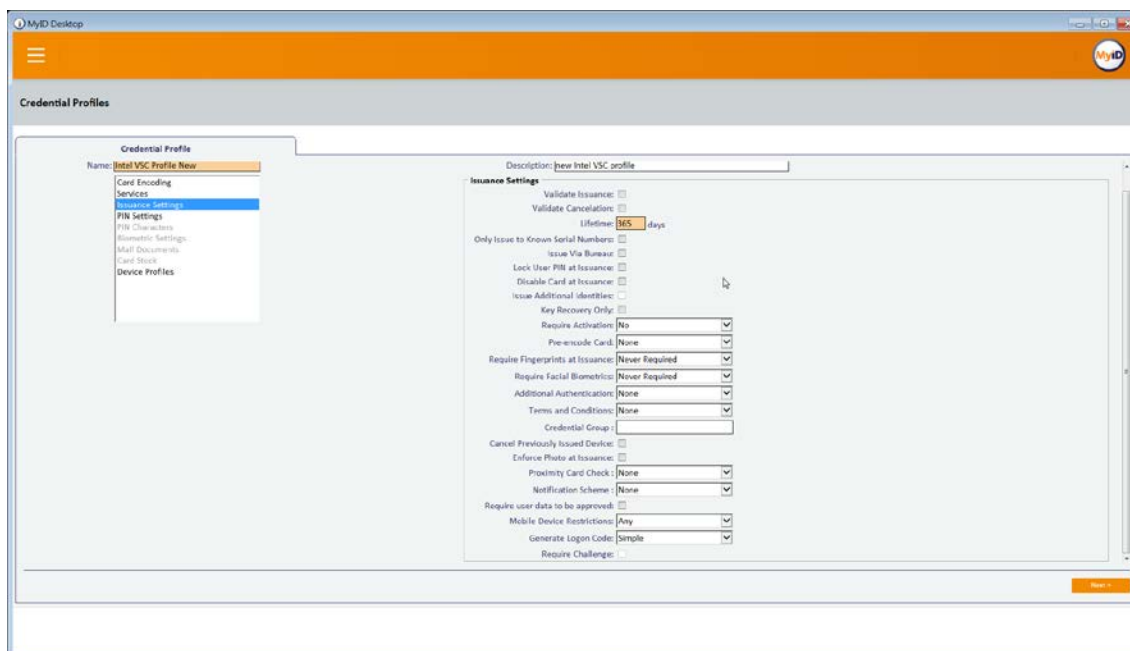 MyID Desktop
MyID
Credential Profiles
Credential Profile
Name: Intel VSC Profile New
Description: new Intel VSC profile
Card Encoding
Services
Issuance Settings
PIN Settings
PIN Characters
Biometric Settings
Mail Documents
Card Stock
Device Profiles
Issuance Settings
Validate Issuance:
Validate Cancelation:
Lifetime: 365 days
Only Issue to Known Serial Numbers:
Issue Via Bureau:
Lock User PIN at Issuance:
Disable Card at Issuance:
Issue Additional Identities:
Key Recovery Only:
Require Activation: No
Pre-encode Card: None
Require Fingerprints at Issuance: Never Required
Require Facial Biometrics: Never Required
Additional Authentication: None
Terms and Conditions: None
Credential Group :
Cancel Previously Issued Device:
Enforce Photo at Issuance:
Proximity Card Check : None
Notification Scheme : None
Require user data to be approved:
Mobile Device Restrictions: Any
Generate Logon Code: Simple
Require Challenge:
Next >